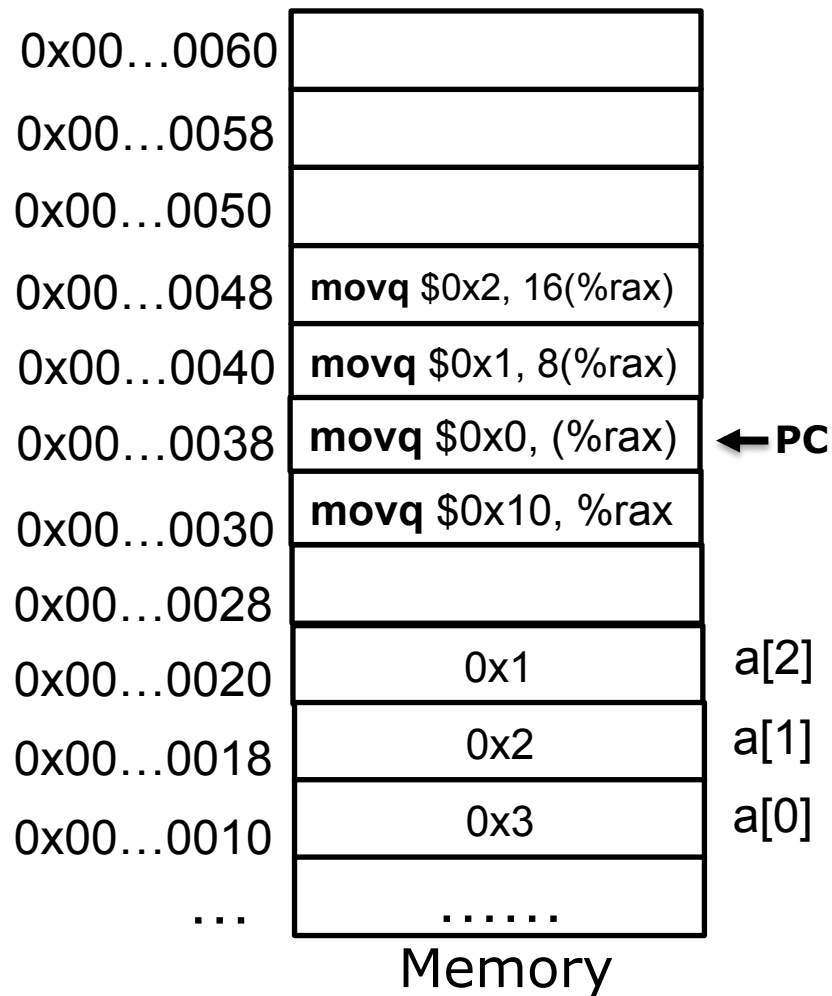 0x00…0060
0x00…0058
0x00…0050
0x00…0048 movq $0x2, 16(%rax)
0x00…0040 movq $0x1, 8(%rax)
0x00…0038 movq $0x0, (%rax) PC
0x00…0030 movq $0x10, %rax
0x00…0028
0x00…0020 0x1 a[2]
0x00…0018 0x2 a[1]
0x00…0010 0x3 a[0]
… ……
Memory